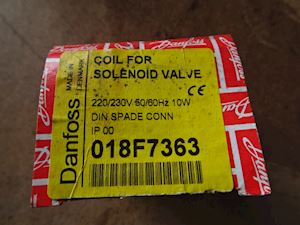 Danfoss
MADE IN
DENMARK
COIL FOR
SOLENOID VALVE
CE
220/230V 50/60Hz 10W
DIN SPADE CONN
IP 00
018F7363
Danfoss